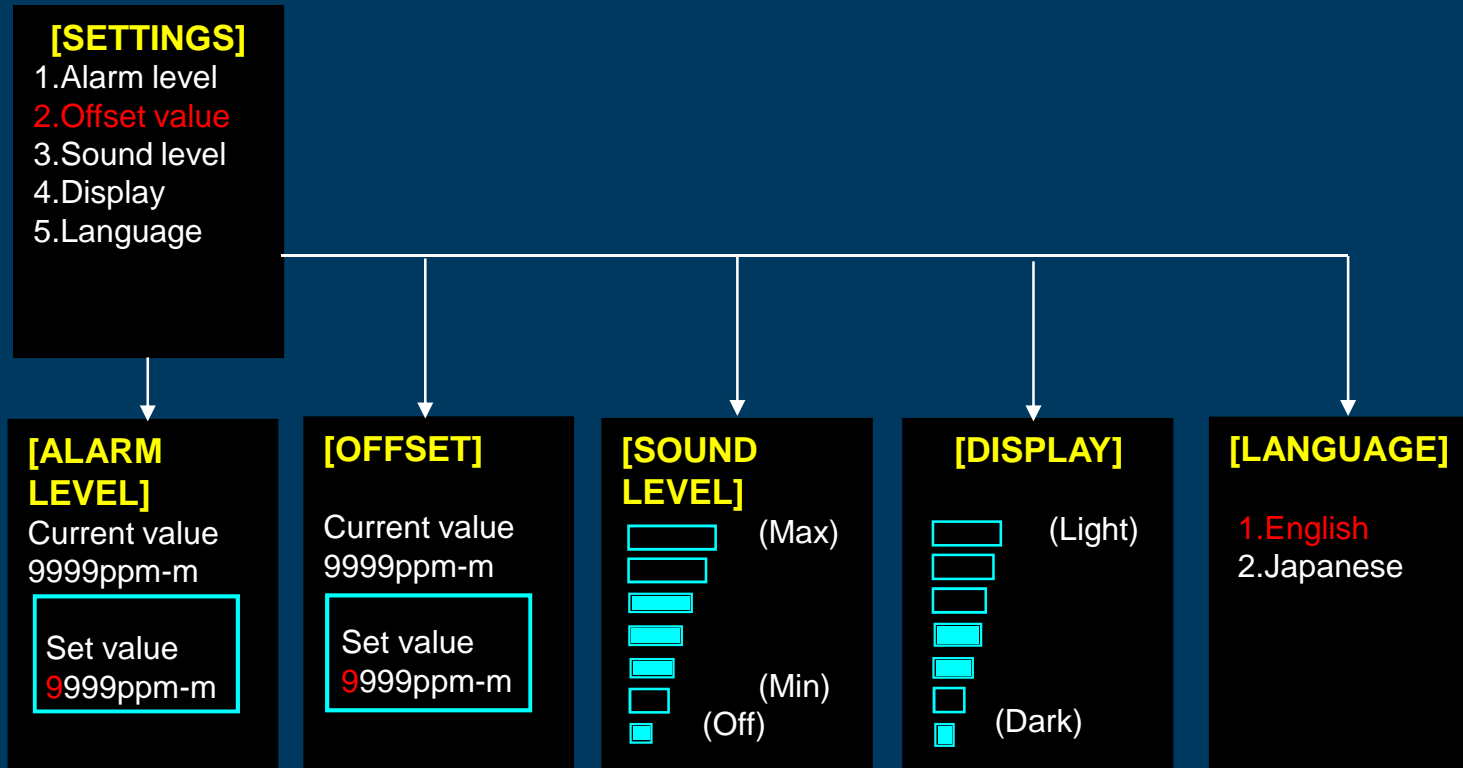 [SETTINGS]
1.Alarm level
2.Offset value
3.Sound level
4.Display
5.Language
[ALARM
LEVEL]
Current value
9999ppm-m
Set value
9999ppm-m
[OFFSET]
Current value
9999ppm-m
Set value
9999ppm-m
[SOUND
LEVEL]
(Max)
(Min)
(Off)
[DISPLAY]
(Light)
(Dark)
[LANGUAGE]
1.English
2.Japanese